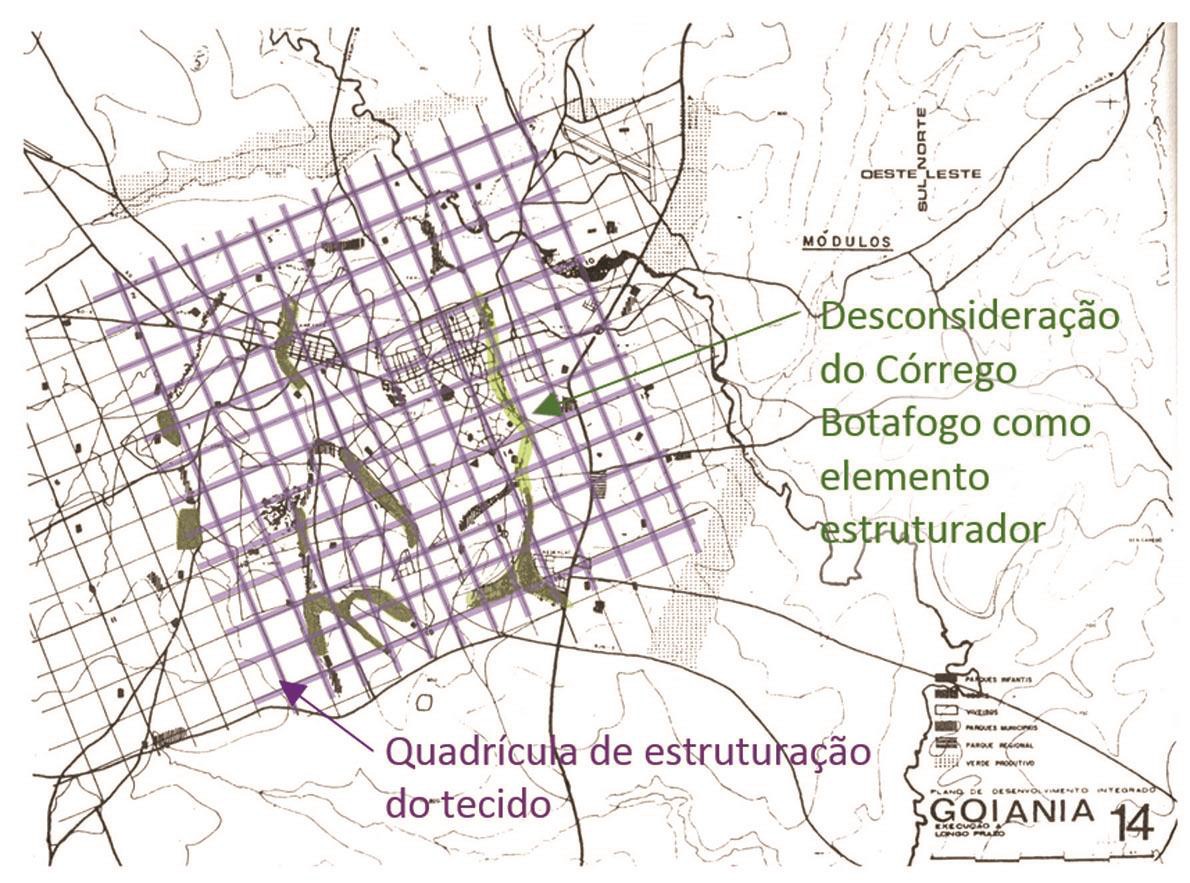 NORTE
OESTE LESTE
SUL
MÓDULOS
Desconsideração
do Córrego
Botafogo como
elemento
estruturador
Quadrícula de estruturação
do tecido
PARQUES INFANTIS
VIVEIROS
PARQUES MUNICIPAIS
PARQUE REGIONAL
VERDE PRODUTIVO
PLANO DE DESENVOLVIMENTO INTEGRADO
GOIANIA 14
EXECUÇÃO A
LONGO PRAZO